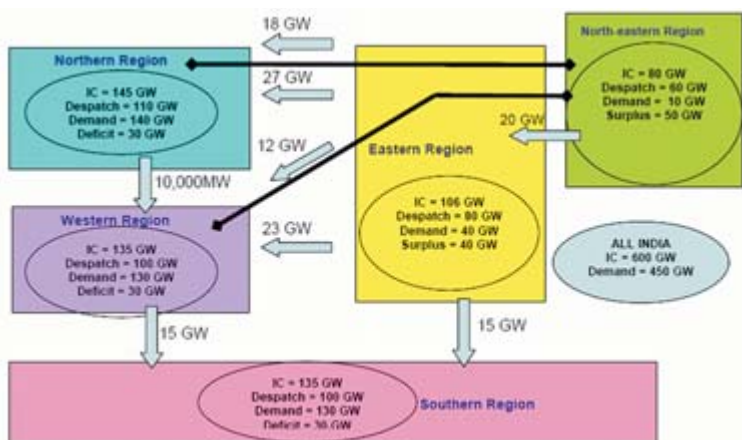 18 GW
North-eastern Region
Northern Region
IC = 80 GW
Despatch = 60 GW
Demand = 10 GW
Surplus = 50 GW
IC = 145 GW
Despatch = 110 GW
Demand = 140 GW
Deficit = 30 GW
27 GW
20 GW
12 GW
Eastern Region
10,000MW
Western Region
IC = 106 GW
Despatch = 80 GW
Demand = 40 GW
Surplus = 40 GW
23 GW
IC = 135 GW
Despatch = 100 GW
Demand = 130 GW
Deficit = 30 GW
ALL INDIA
IC = 600 GW
Demand = 450 GW
15 GW
15 GW
IC = 135 GW
Despatch = 100 GW
Demand = 130 GW
Deficit = 30 GW
Southern Region